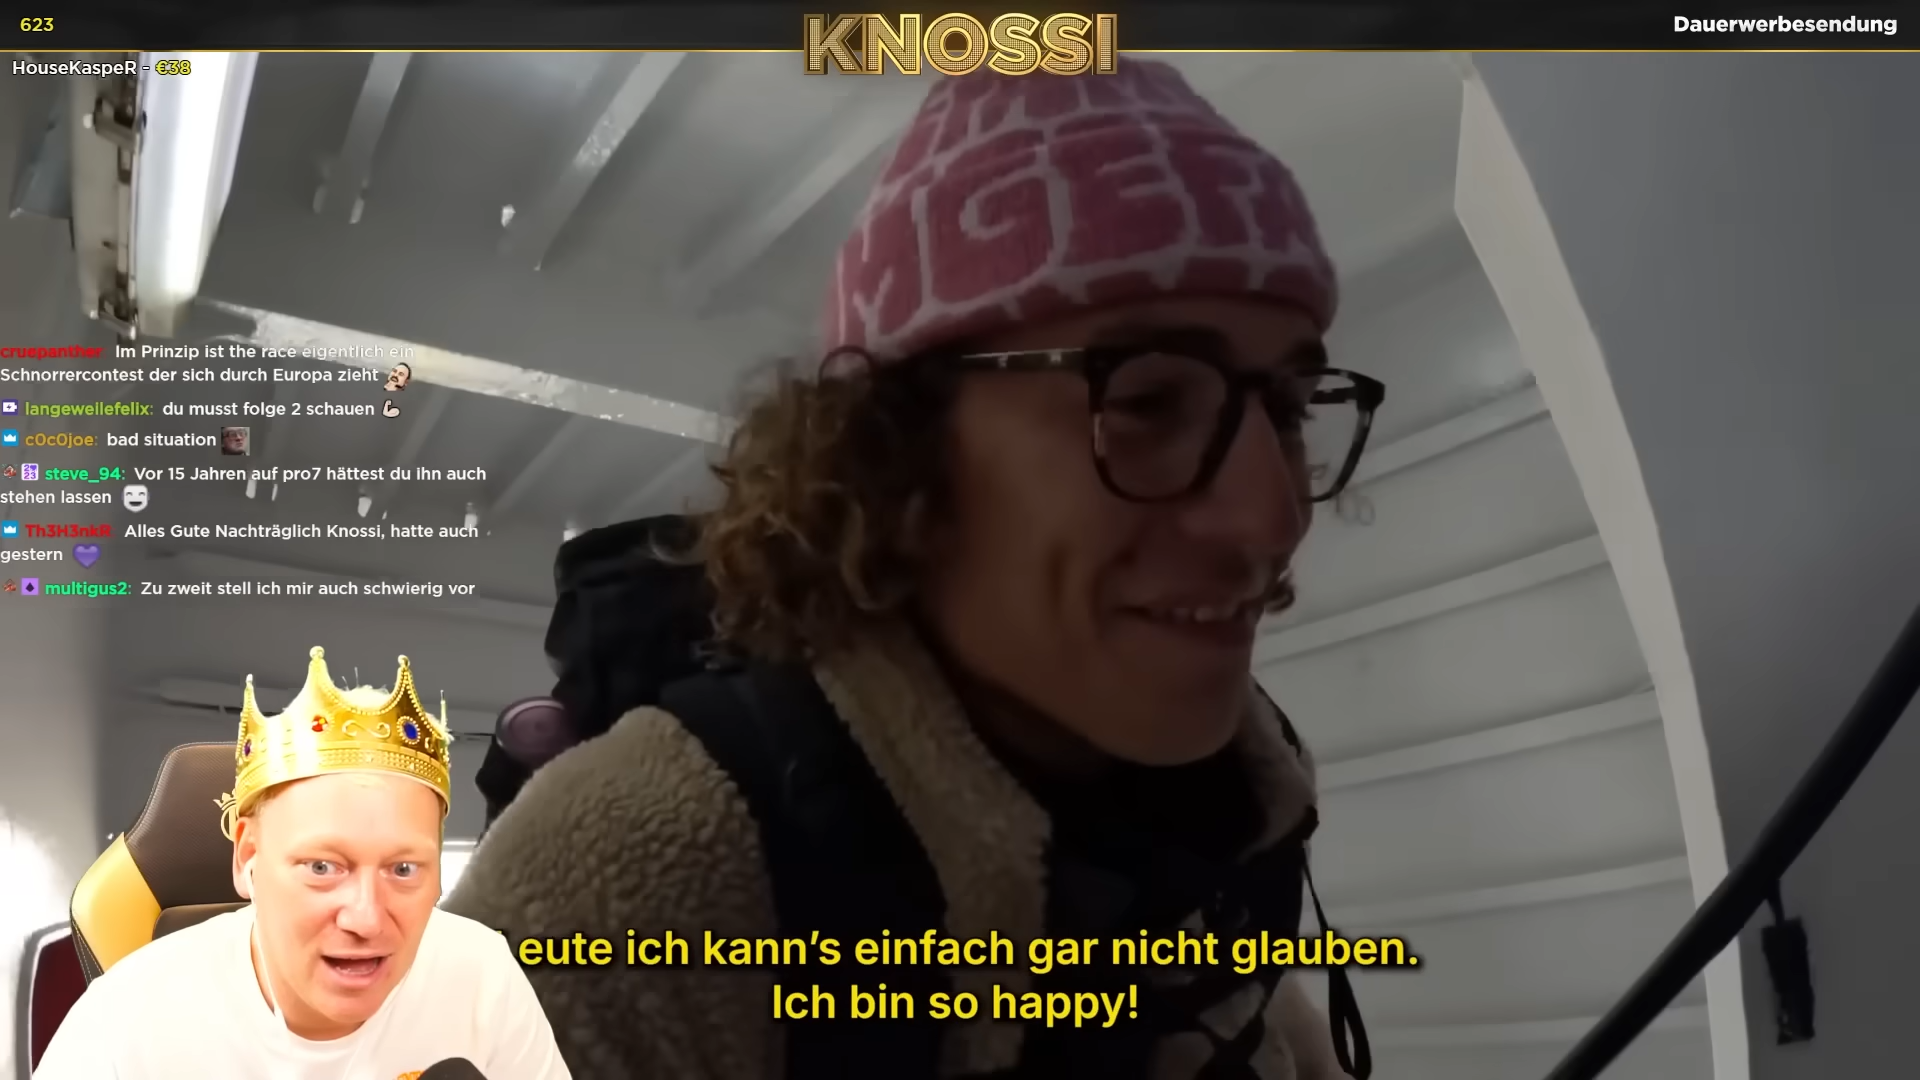 623
KNOSSI
Dauerwerbesendung
HouseKaspeR - €38
cruepanther: Im Prinzip ist the race eigentlich ein
Schnorrercontest der sich durch Europa zieht
langeweilefelix: du musst folge 2 schauen
c0c0joe: bad situation
steve_94: Vor 15 Jahren auf pro7 hättest du ihn auch
stehen lassen
Th3H3nkR: Alles Gute Nachträglich Knossi, hatte auch
gestern
multigus2: Zu zweit stell ich mir auch schwierig vor
eute ich kann's einfach gar nicht glauben.
Ich bin so happy!